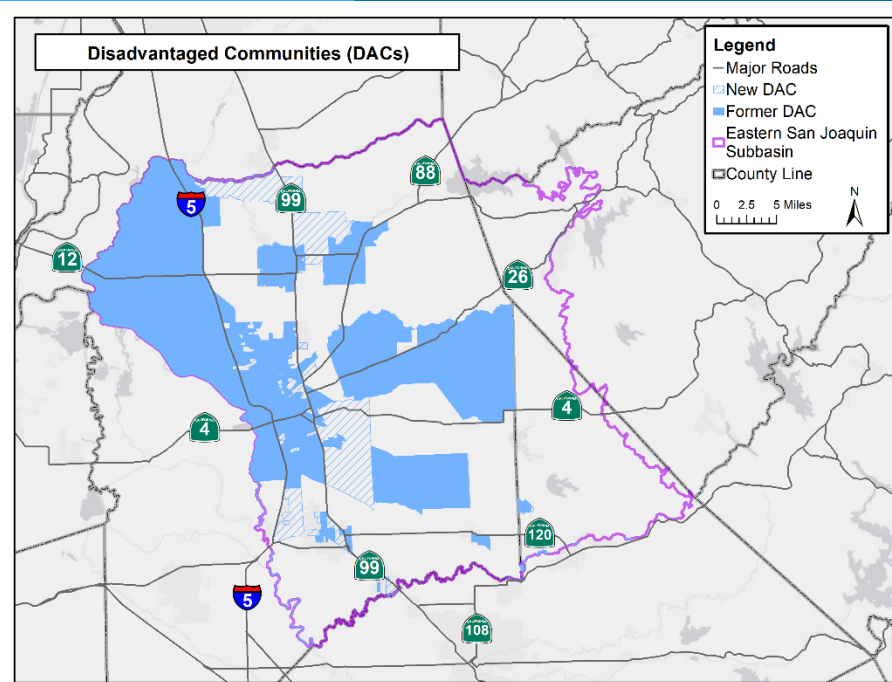 Disadvantaged Communities (DACs)
Legend
Major Roads
New DAC
Former DAC
Eastern San Joaquin
Subbasin
County Line
0 2.5 5 Miles
N
88
5
99
12
26
4
4
120
99
5
108